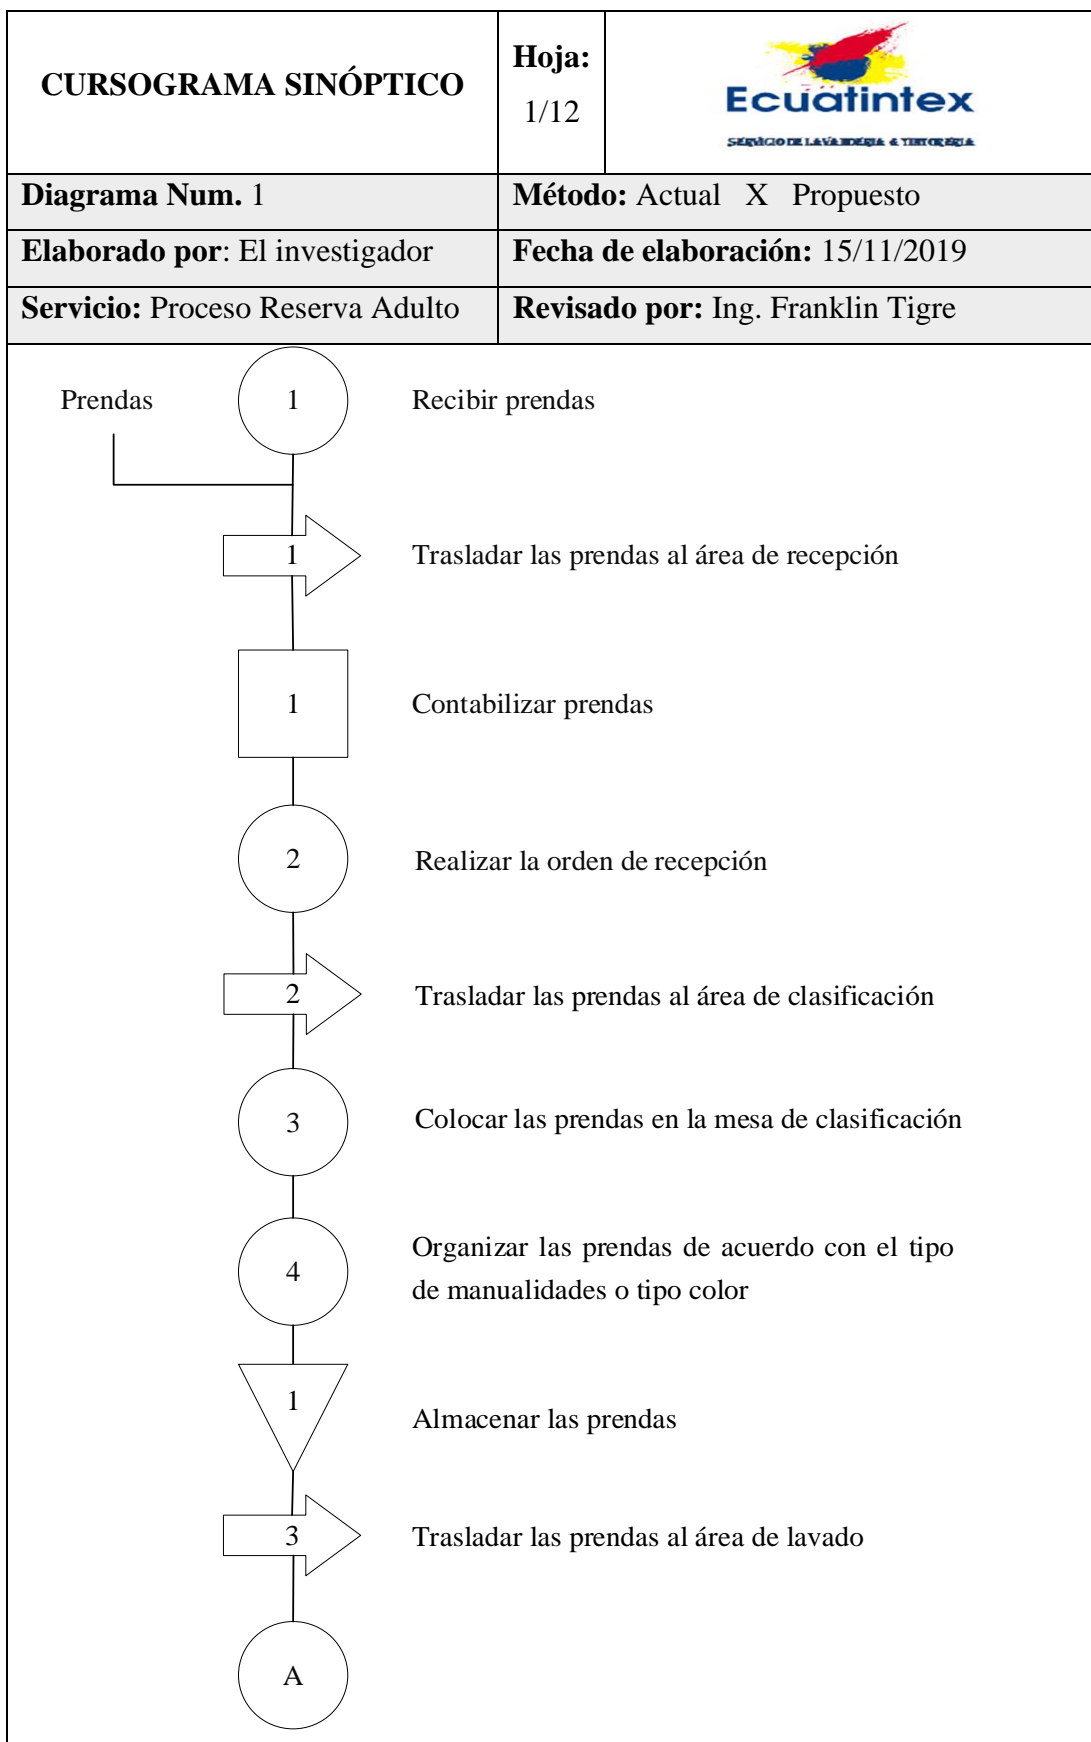 CURSOGRAMA SINÓPTICO
Hoja:
1/12
Ecuatintex
SERVICIO DE LAVANDERIA & TINTORERIA
Diagrama Num. 1
Método: Actual X Propuesto
Elaborado por: El investigador
Fecha de elaboración: 15/11/2019
Servicio: Proceso Reserva Adulto
Revisado por: Ing. Franklin Tigre
Prendas
1
Recibir prendas
1
Trasladar las prendas al área de recepción
1
Contabilizar prendas
2
Realizar la orden de recepción
2
Trasladar las prendas al área de clasificación
3
Colocar las prendas en la mesa de clasificación
4
Organizar las prendas de acuerdo con el tipo
de manualidades o tipo color
1
Almacenar las prendas
3
Trasladar las prendas al área de lavado
A